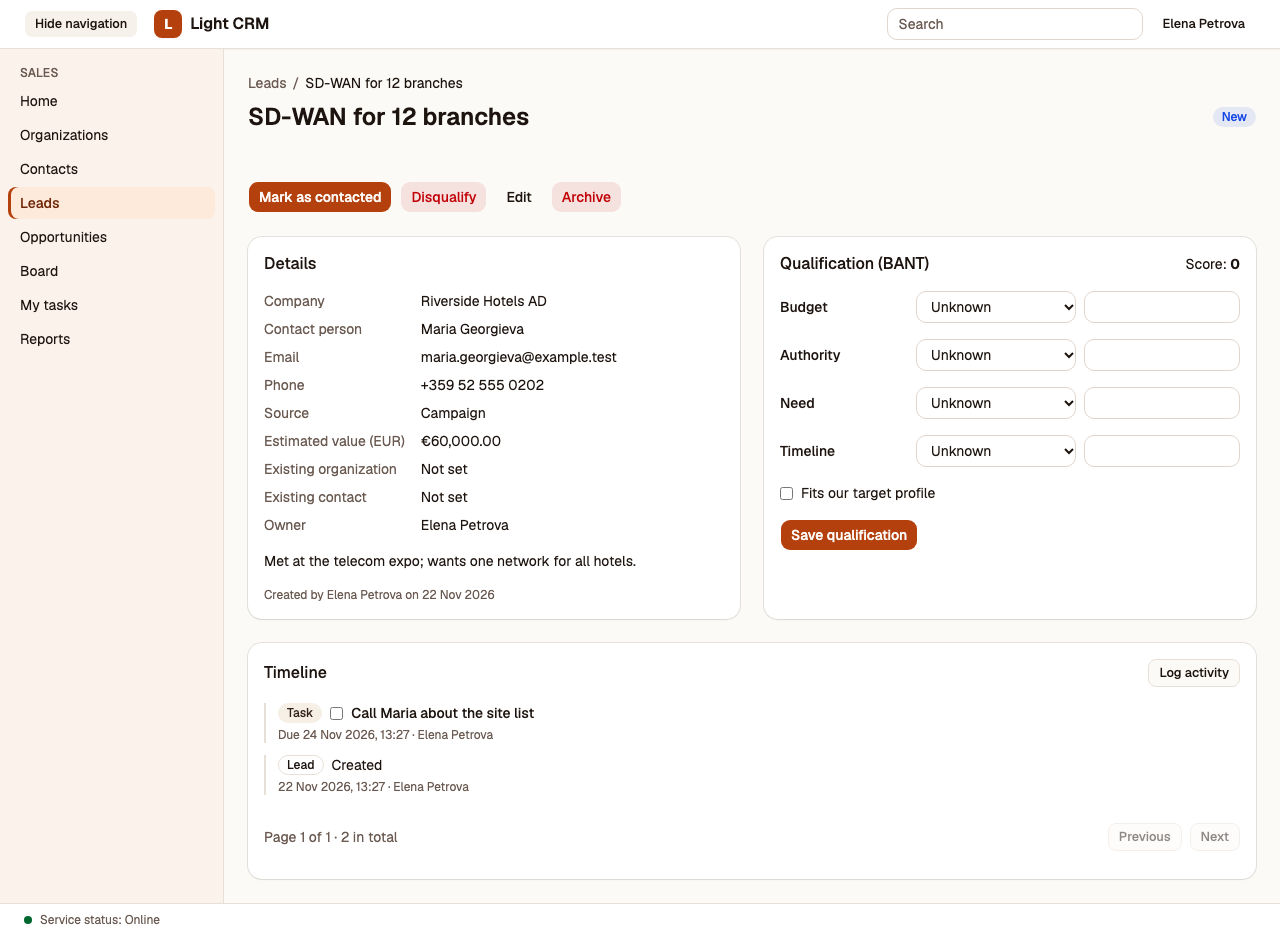 Hide navigation
L
Light CRM
Search
Elena Petrova
SALES
Home
Organizations
Contacts
Leads
Opportunities
Board
My tasks
Reports
Leads / SD-WAN for 12 branches
SD-WAN for 12 branches
New
Mark as contacted
Disqualify
Edit
Archive
Details
Company Riverside Hotels AD
Contact person Maria Georgieva
Email maria.georgieva@example.test
Phone +359 52 555 0202
Source Campaign
Estimated value (EUR) €60,000.00
Existing organization Not set
Existing contact Not set
Owner Elena Petrova
Met at the telecom expo; wants one network for all hotels.
Created by Elena Petrova on 22 Nov 2026
Qualification (BANT)
Score: 0
Budget Unknown
Authority Unknown
Need Unknown
Timeline Unknown
Fits our target profile
Save qualification
Timeline
Log activity
Task Call Maria about the site list
Due 24 Nov 2026, 13:27 · Elena Petrova
Lead Created
22 Nov 2026, 13:27 · Elena Petrova
Page 1 of 1 · 2 in total
Previous
Next
Service status: Online